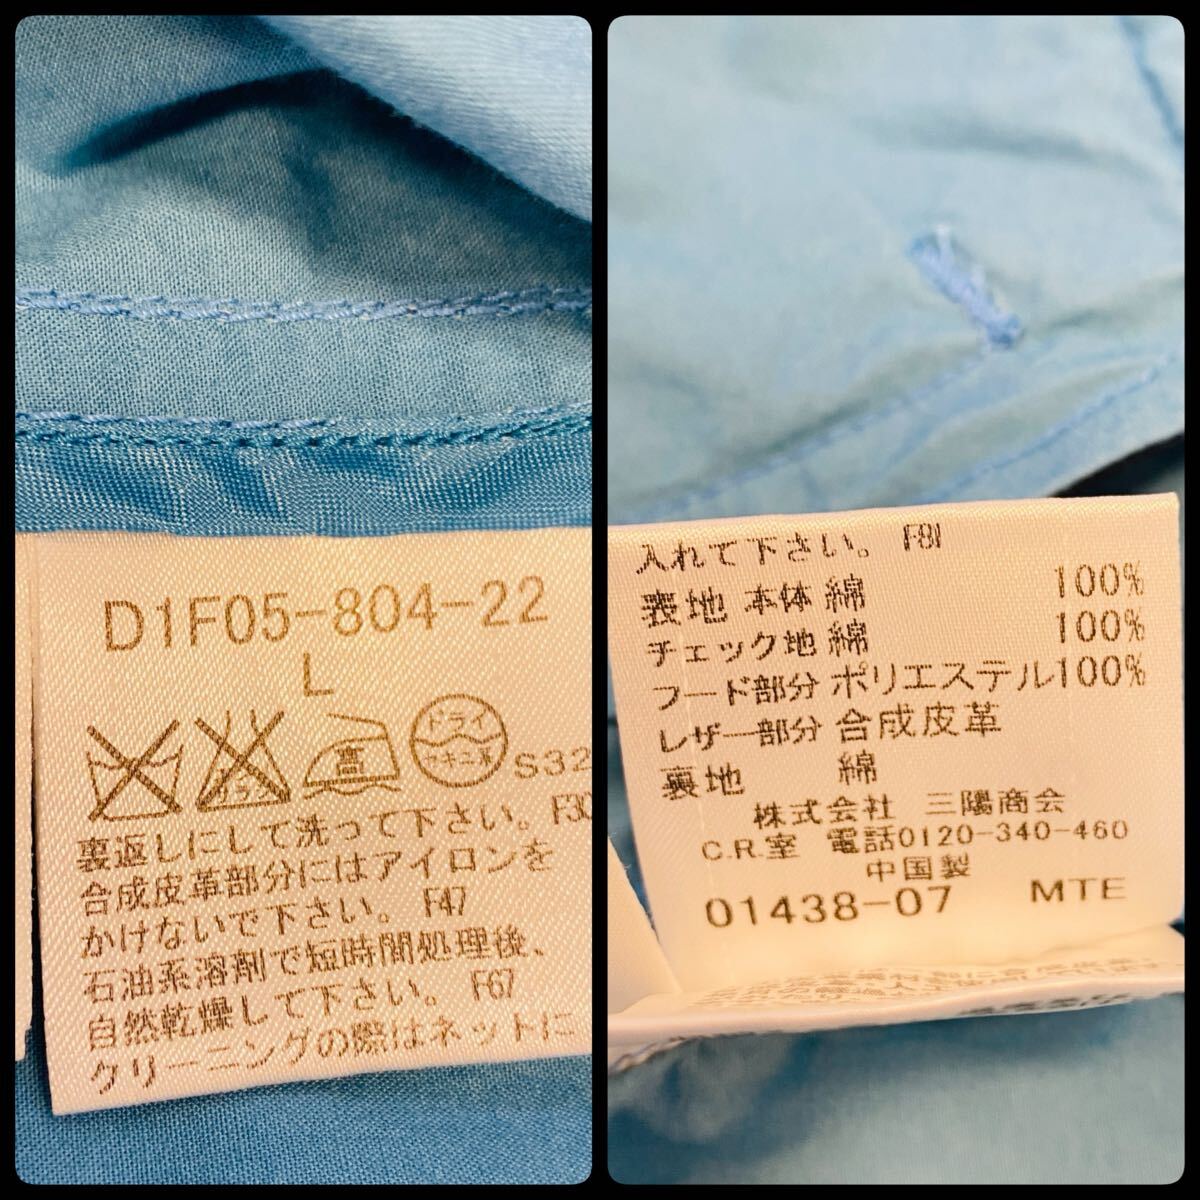 D1F05-804-22
L
ドライ
S32
裏返しにして洗って下さい。F30
合成皮革部分にはアイロンを
かけないで下さい。F47
石油系溶剤で短時間処理後、
自然乾燥して下さい。F67
クリーニングの際はネットに
入れて下さい。F81
表地 本体 綿 100%
チェック地 綿 100%
フード部分 ポリエステル100%
レザー部分 合成皮革
裏地 綿
株式会社 三陽商会
C.R.室 電話0120-340-460
中国製
01438-07 MTE